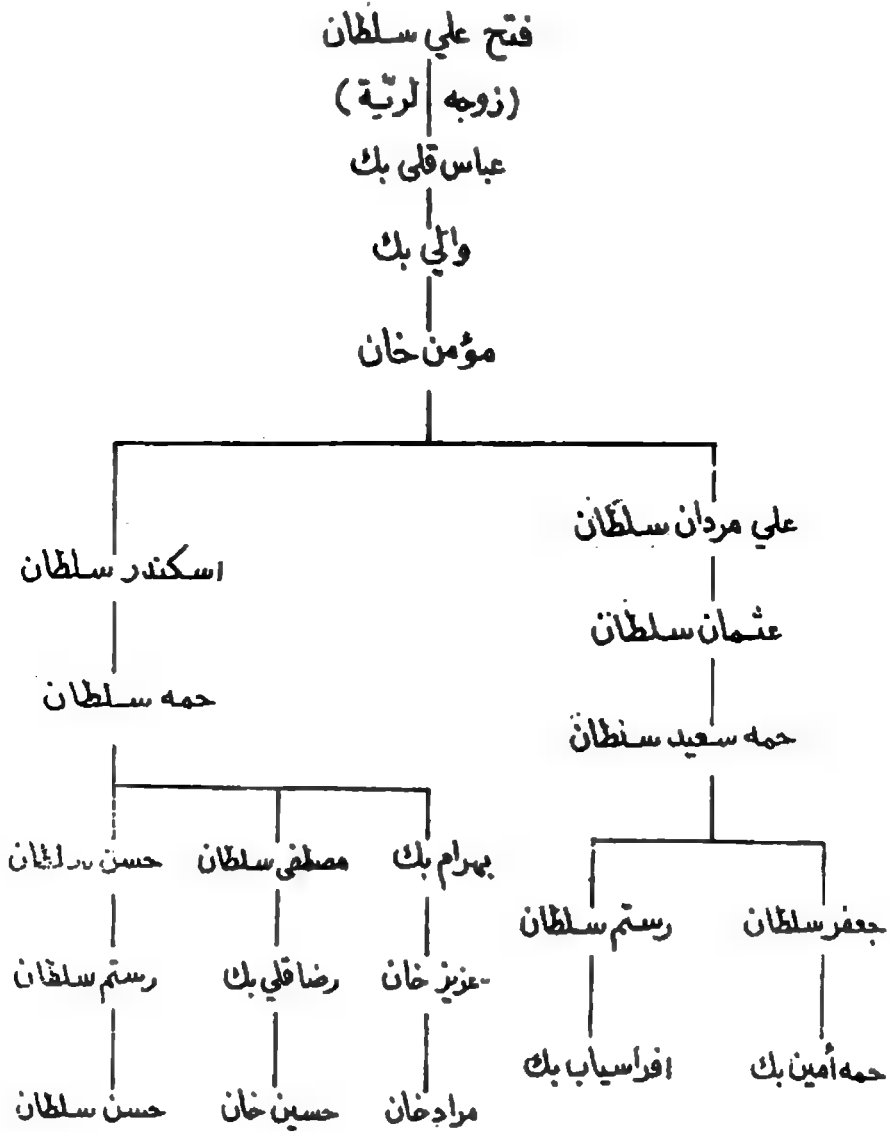 فتح علي سلطان
(زوجه لريّة)
عباس قلي بك
والي بك
مؤمن خان
علي مردان سلطان
اسكندر سلطان
عثمان سلطان
حمه سلطان
حمه سعيد سلطان
بهرام بك
مصطفى سلطان
حسن سلطان
جعفر سلطان
رستم سلطان
عزيز خان
رضا قلي بك
رستم سلطان
حمه أمين بك
افراسياب بك
مراد خان
حسين خان
حسن سلطان